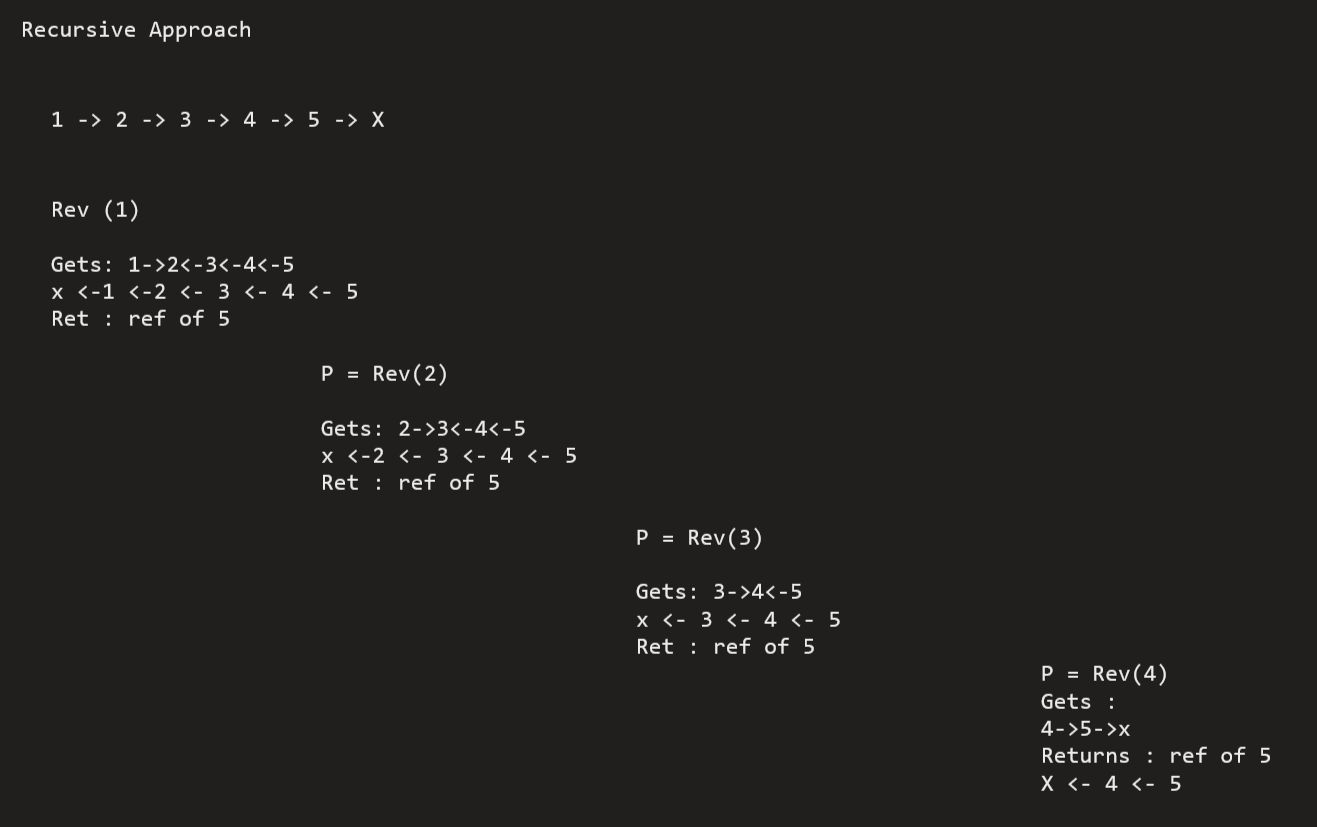 Recursive Approach
1 -> 2 -> 3 -> 4 -> 5 -> X
Rev (1)
Gets: 1->2<-3<-4<-5
x <-1 <-2 <- 3 <- 4 <- 5
Ret : ref of 5
P = Rev(2)
Gets: 2->3<-4<-5
x <-2 <- 3 <- 4 <- 5
Ret : ref of 5
P = Rev(3)
Gets: 3->4<-5
x <- 3 <- 4 <- 5
Ret : ref of 5
P = Rev(4)
Gets :
4->5->x
Returns : ref of 5
X <- 4 <- 5